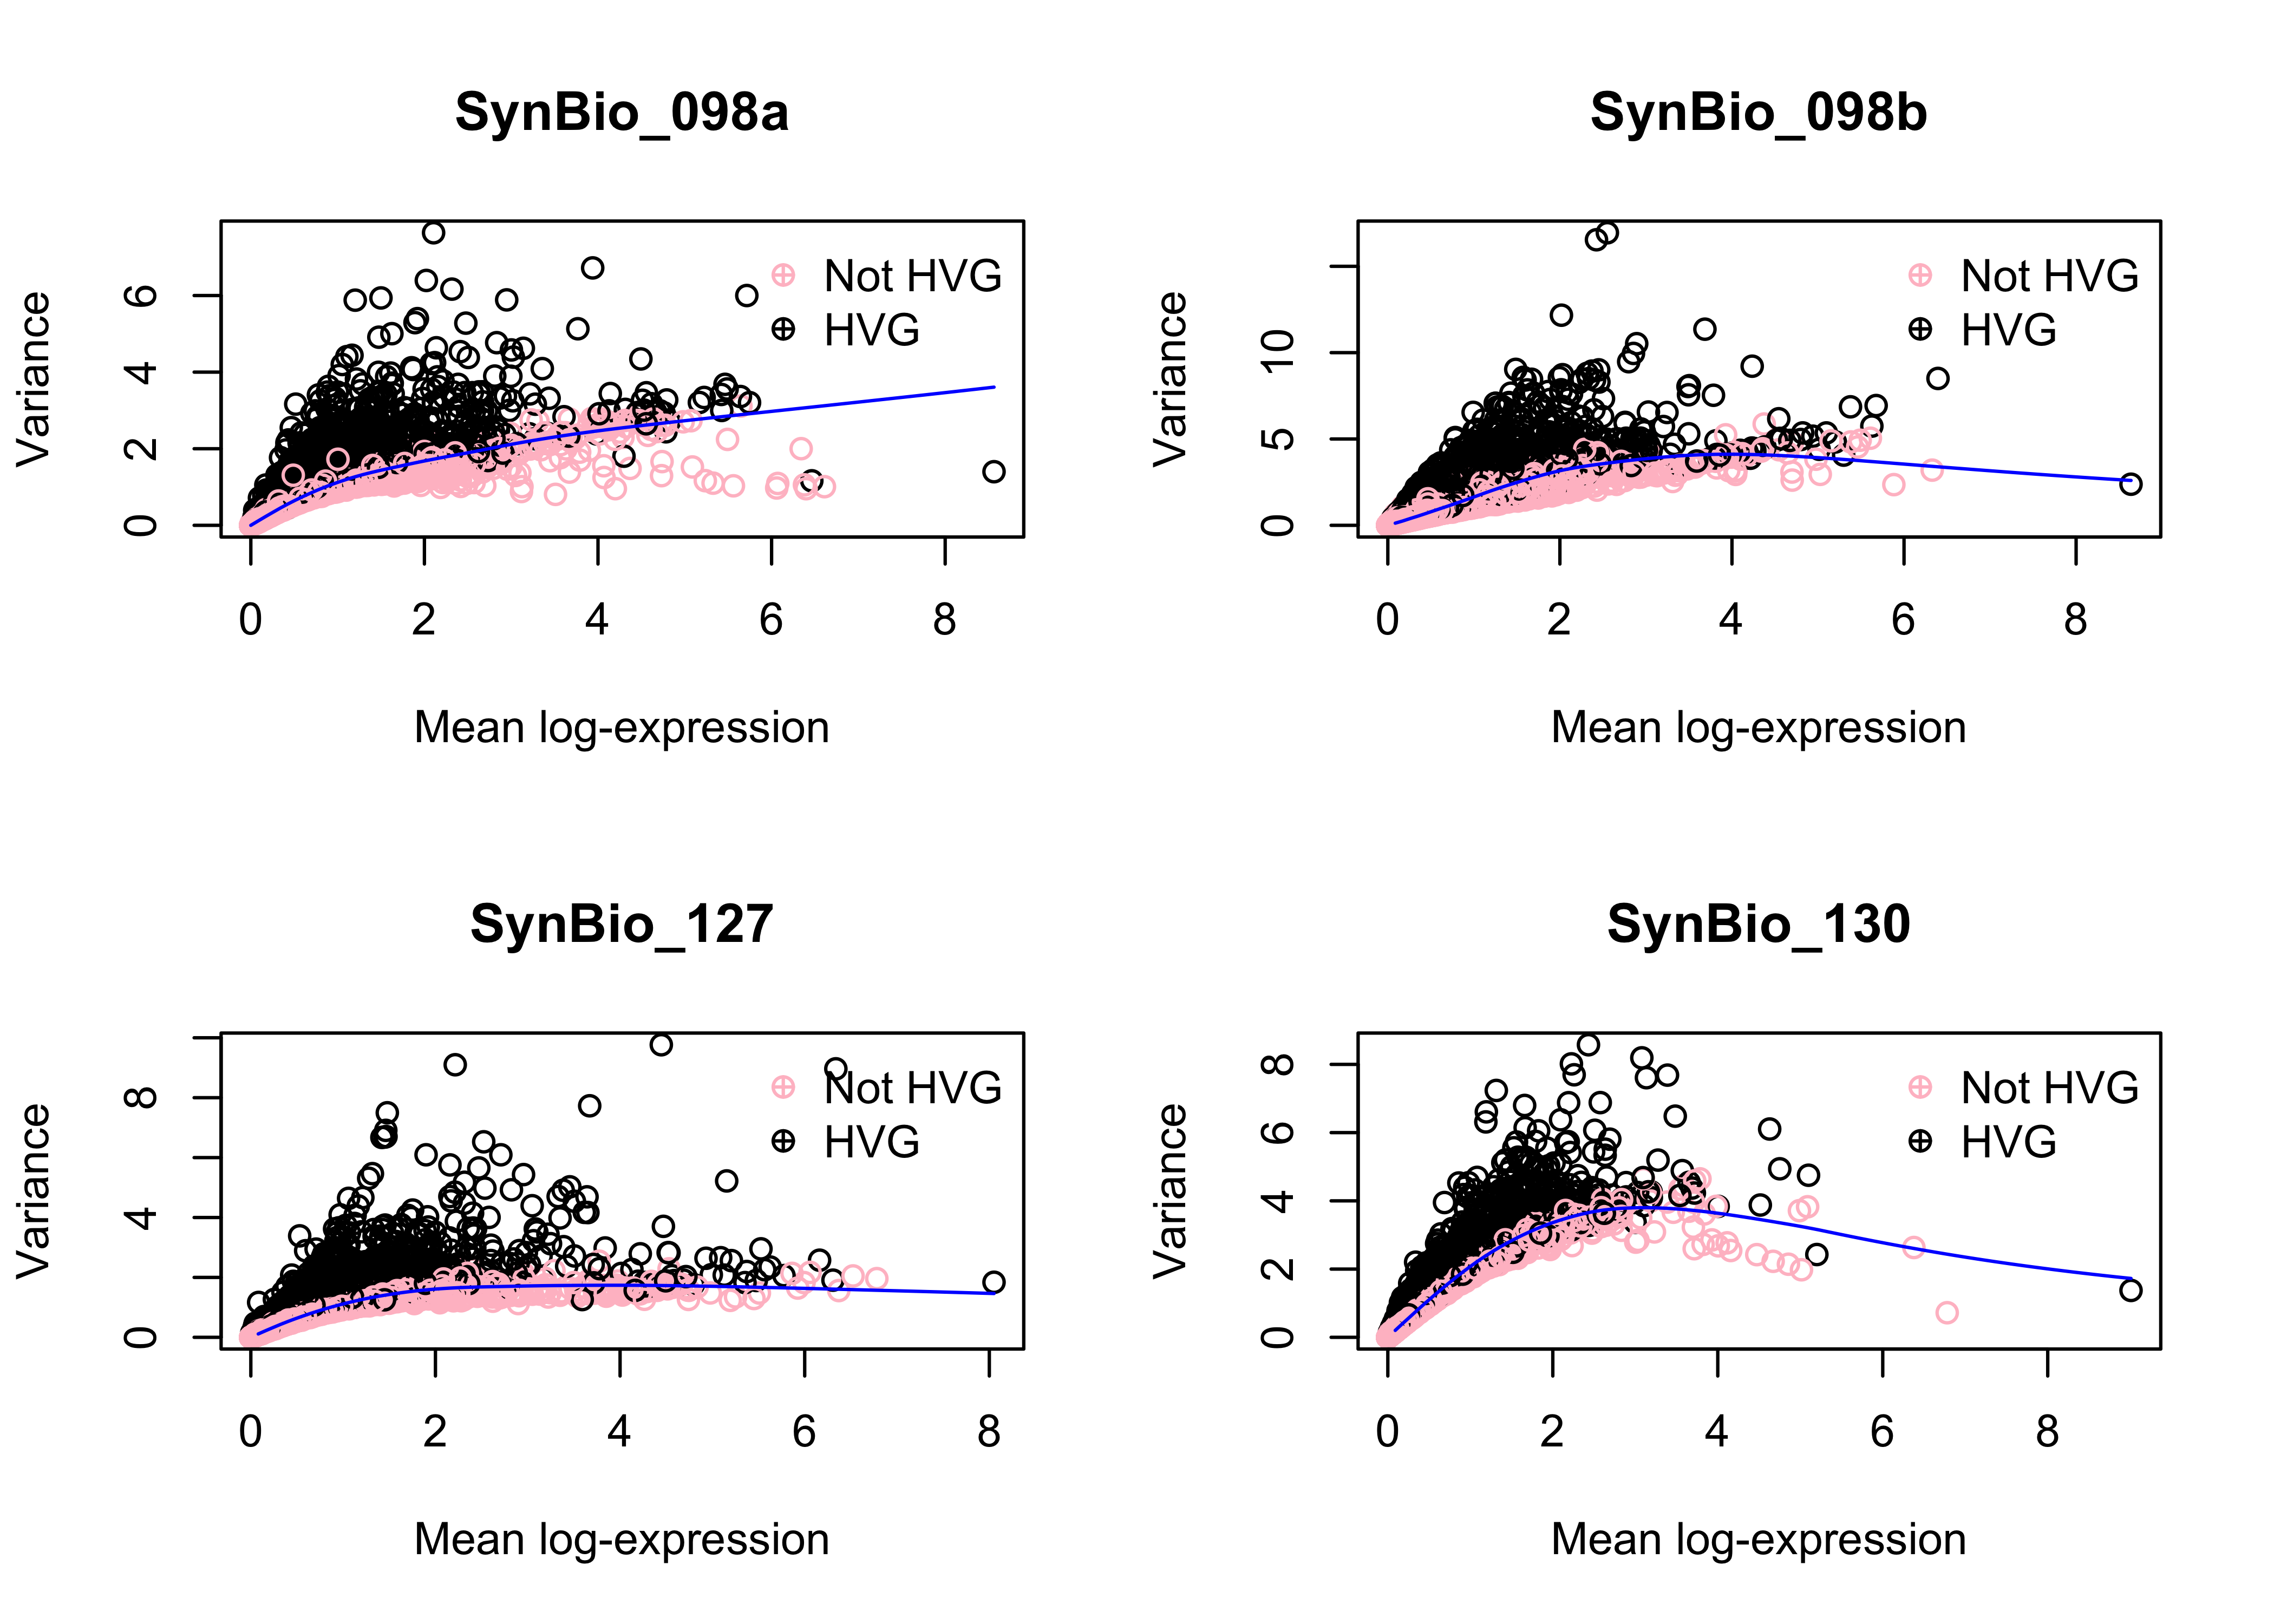 SynBio_098a
Variance
6
4
2
0
Not HVG
HVG
0 2 4 6 8
Mean log-expression
SynBio_098b
Variance
10
5
0
Not HVG
HVG
0 2 4 6 8
Mean log-expression
SynBio_127
Variance
8
4
0
Not HVG
HVG
0 2 4 6 8
Mean log-expression
SynBio_130
Variance
8
6
4
2
0
Not HVG
HVG
0 2 4 6 8
Mean log-expression